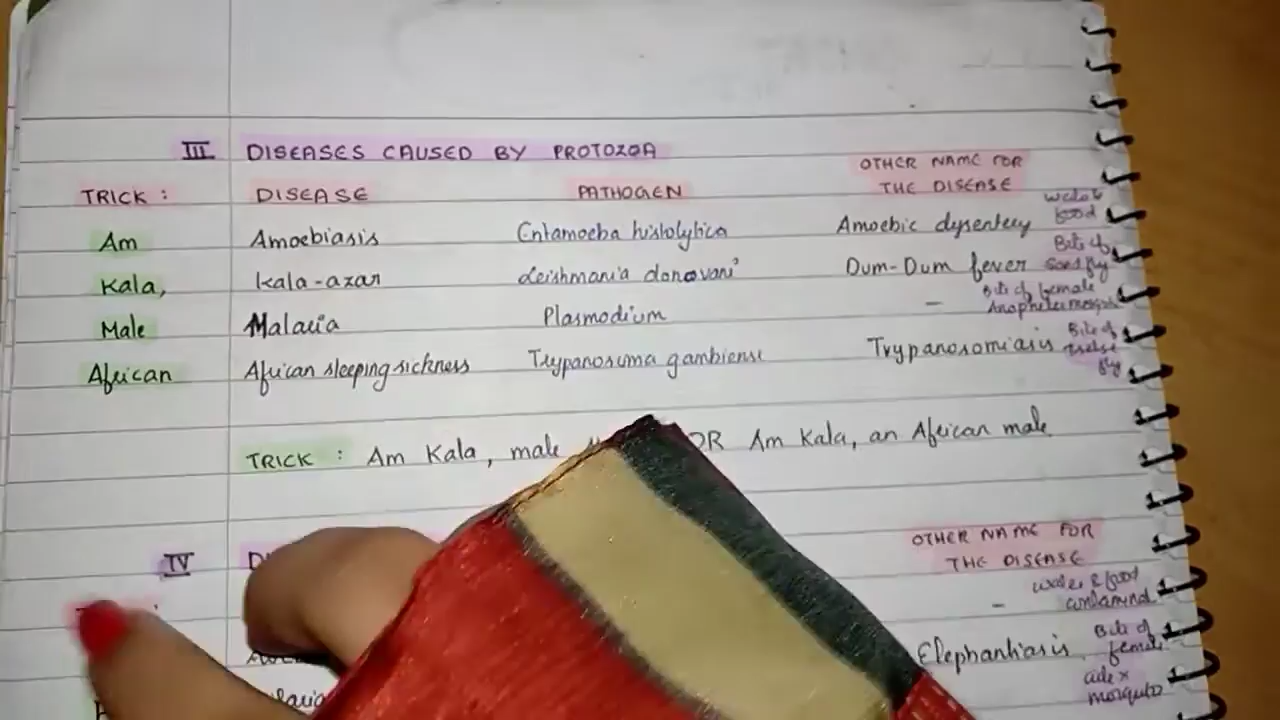 III DISEASES CAUSED BY PROTOZOA
TRICK : DISEASE PATHOGEN OTHER NAME FOR THE DISEASE
Am Amoebiasis Entamoeba histolytica Amoebic dysentery water & food
Kala, kala-azar Leishmania donovani Dum-Dum fever Bite of Sand fly
Male Malaria Plasmodium – Bite of female Anopheles
African African sleeping sickness Trypanosoma gambiense Trypanosomiasis Bite of tsetse fly
TRICK : Am Kala, male OR Am Kala, an African male
IV OTHER NAME FOR THE DISEASE
– water & food
Elephantiasis Bite of female mosquito